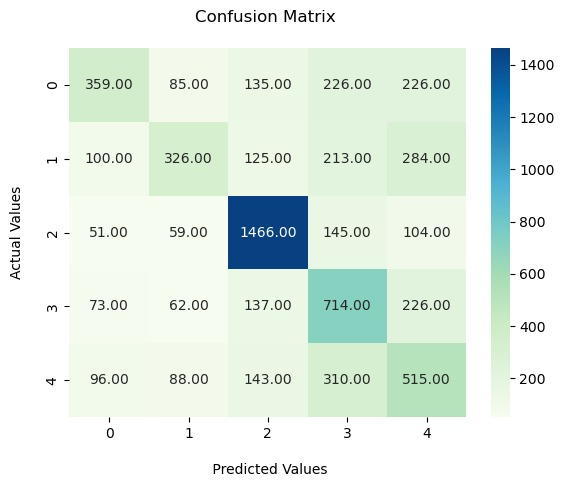 Confusion Matrix
0 359.00 85.00 135.00 226.00 226.00
1 100.00 326.00 125.00 213.00 284.00
2 51.00 59.00 1466.00 145.00 104.00
3 73.00 62.00 137.00 714.00 226.00
4 96.00 88.00 143.00 310.00 515.00
0 1 2 3 4
Actual Values
Predicted Values
1400
1200
1000
800
600
400
200